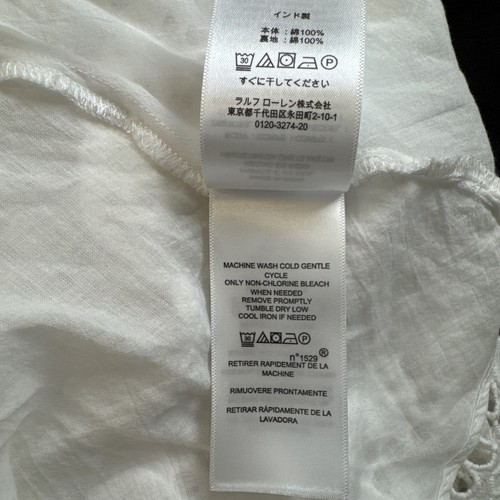 インド製
本体 : 綿100%
裏地 : 綿100%
30 P
すぐに干してください
ラルフ ローレン株式会社
東京都千代田区永田町2-10-1
0120-3274-20
MACHINE WASH COLD GENTLE
CYCLE
ONLY NON-CHLORINE BLEACH
WHEN NEEDED
REMOVE PROMPTLY
TUMBLE DRY LOW
COOL IRON IF NEEDED
30 P
n°1529 ®
RETIRER RAPIDEMENT DE LA
MACHINE
RIMUOVERE PRONTAMENTE
RETIRAR RÁPIDAMENTE DE LA
LAVADORA